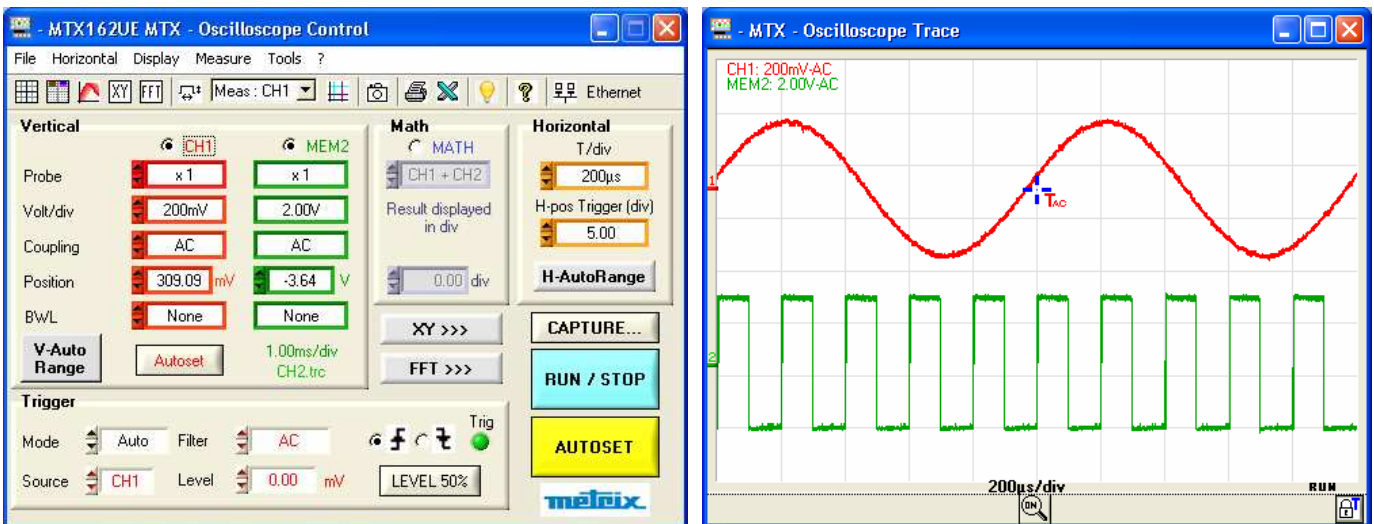 - MTX162UE MTX - Oscilloscope Control
File Horizontal Display Measure Tools ?
XY FFT Meas : CH1 Ethernet
Vertical
CH1 MEM2
Probe x 1 x 1
Volt/div 200mV 2.00V
Coupling AC AC
Position 309.09 mV -3.64 V
BWL None None
V-Auto
Range
Autoset
1.00ms/div
CH2.trc
Math
MATH
CH1 + CH2
Result displayed
in div
0.00 div
XY >>>
FFT >>>
Horizontal
T/div
200µs
H-pos Trigger (div)
5.00
H-AutoRange
CAPTURE...
RUN / STOP
AUTOSET
metrix
Trigger
Mode Auto Filter AC Trig
Source CH1 Level 0.00 mV LEVEL 50%
- MTX - Oscilloscope Trace
CH1: 200mV-AC
MEM2: 2.00V-AC
1
TAC
2
200µs/div RUN
ON T